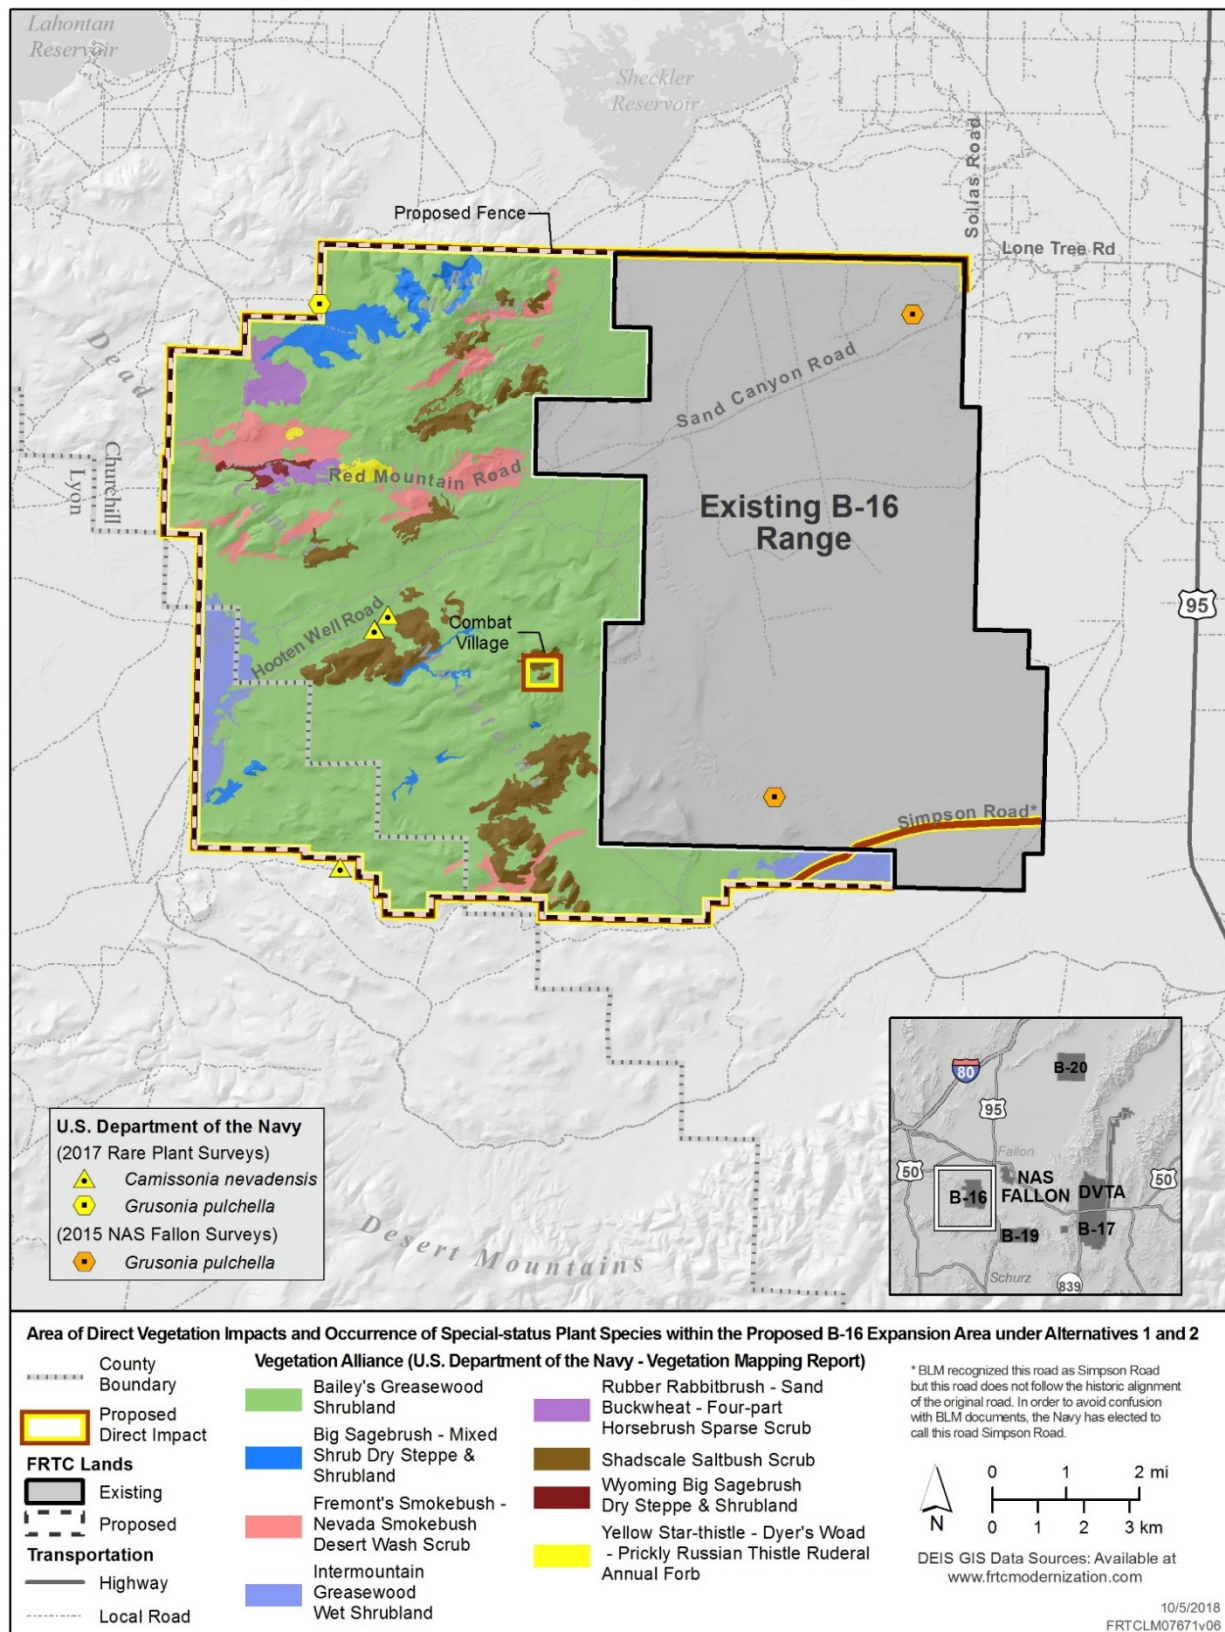 Lahontan
Reservoir
Sheckler
Reservoir
Sollas Road
Proposed Fence
Lone Tree Rd
Red
Mountain
Dead
Sand Canyon Road
Churchill
Lyon
Red Mountain Road
Camel
Existing B-16
Range
95
Hooten Well Road
Combat
Village
Mountains
Simpson Road*
U.S. Department of the Navy
(2017 Rare Plant Surveys)
Camissonia nevadensis
Grusonia pulchella
(2015 NAS Fallon Surveys)
Grusonia pulchella
Desert Mountains
80
B-20
95
Fallon
50
NAS
FALLON
DVTA
50
B-16
B-17
B-19
Schurz
839
Area of Direct Vegetation Impacts and Occurrence of Special-status Plant Species within the Proposed B-16 Expansion Area under Alternatives 1 and 2
County
Boundary
Proposed
Direct Impact
FRTC Lands
Existing
Proposed
Transportation
Highway
Local Road
Vegetation Alliance (U.S. Department of the Navy - Vegetation Mapping Report)
Bailey's Greasewood
Shrubland
Big Sagebrush - Mixed
Shrub Dry Steppe &
Shrubland
Fremont's Smokebush -
Nevada Smokebush
Desert Wash Scrub
Intermountain
Greasewood
Wet Shrubland
Rubber Rabbitbrush - Sand
Buckwheat - Four-part
Horsebrush Sparse Scrub
Shadscale Saltbush Scrub
Wyoming Big Sagebrush
Dry Steppe & Shrubland
Yellow Star-thistle - Dyer's Woad
- Prickly Russian Thistle Ruderal
Annual Forb
* BLM recognized this road as Simpson Road
but this road does not follow the historic alignment
of the original road. In order to avoid confusion
with BLM documents, the Navy has elected to
call this road Simpson Road.
N
0 1 2 mi
0 1 2 3 km
DEIS GIS Data Sources: Available at
www.frtcmodernization.com
10/5/2018
FRTCLM07671v06